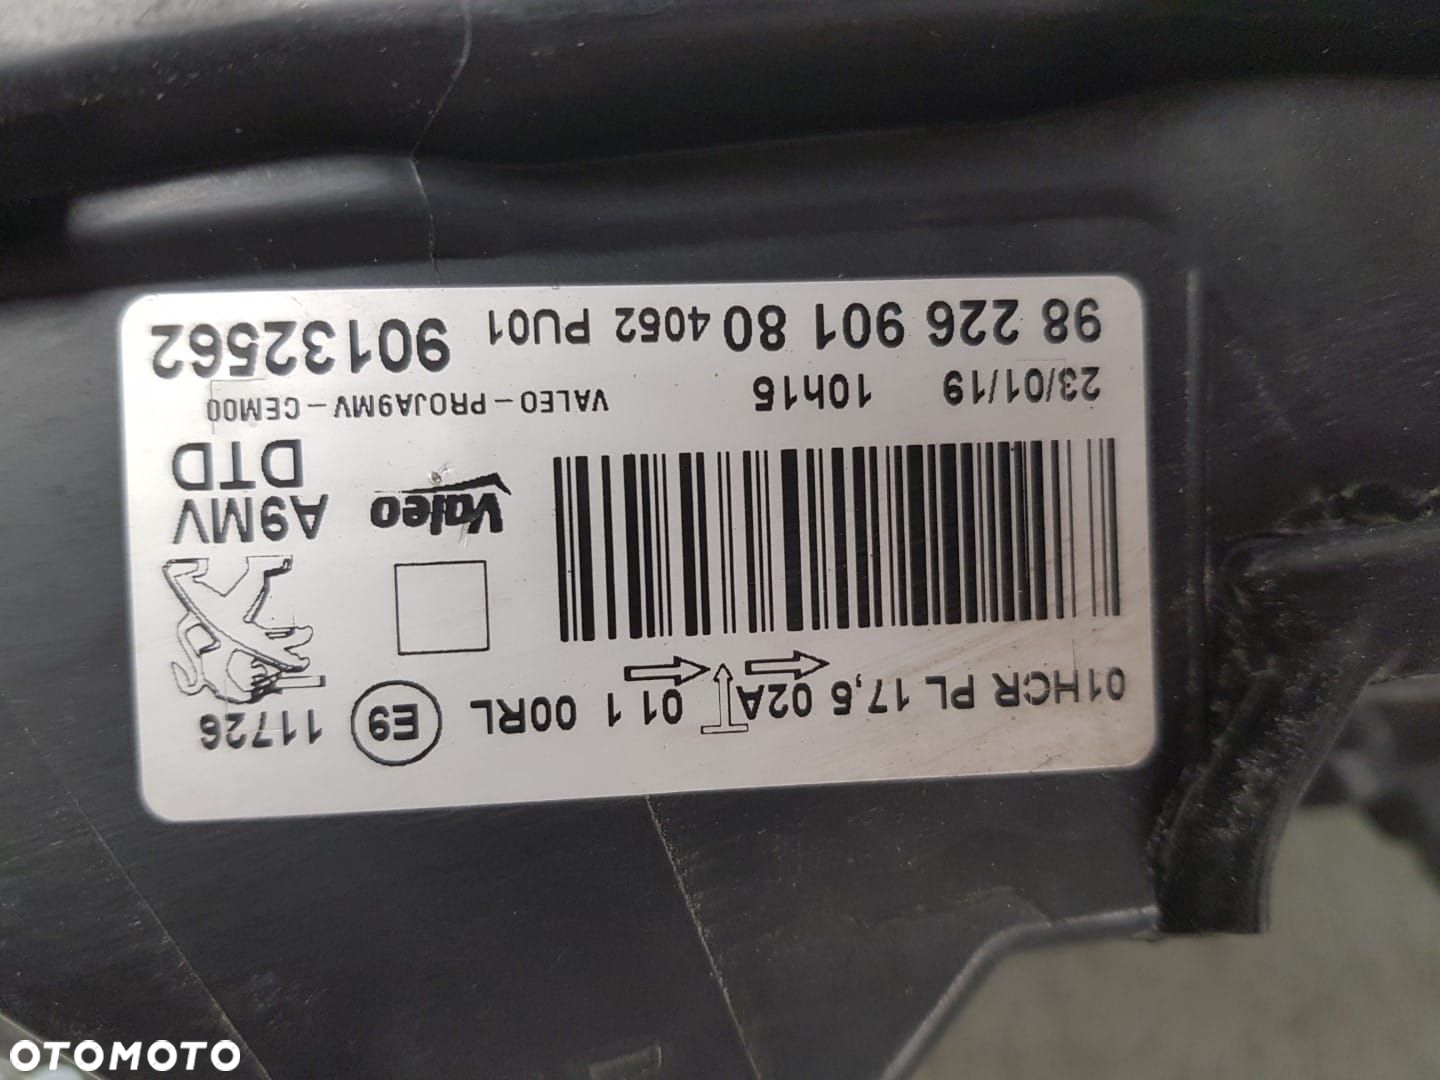 01HCR PL 17,5 02A 01 1 00RL E9 11726
Valeo A9MV
DTD
23/01/19 10h15 VALEO - PROJA9MV - CEM00
98 226 901 80 4052 PU01 90132562
OTOMOTO